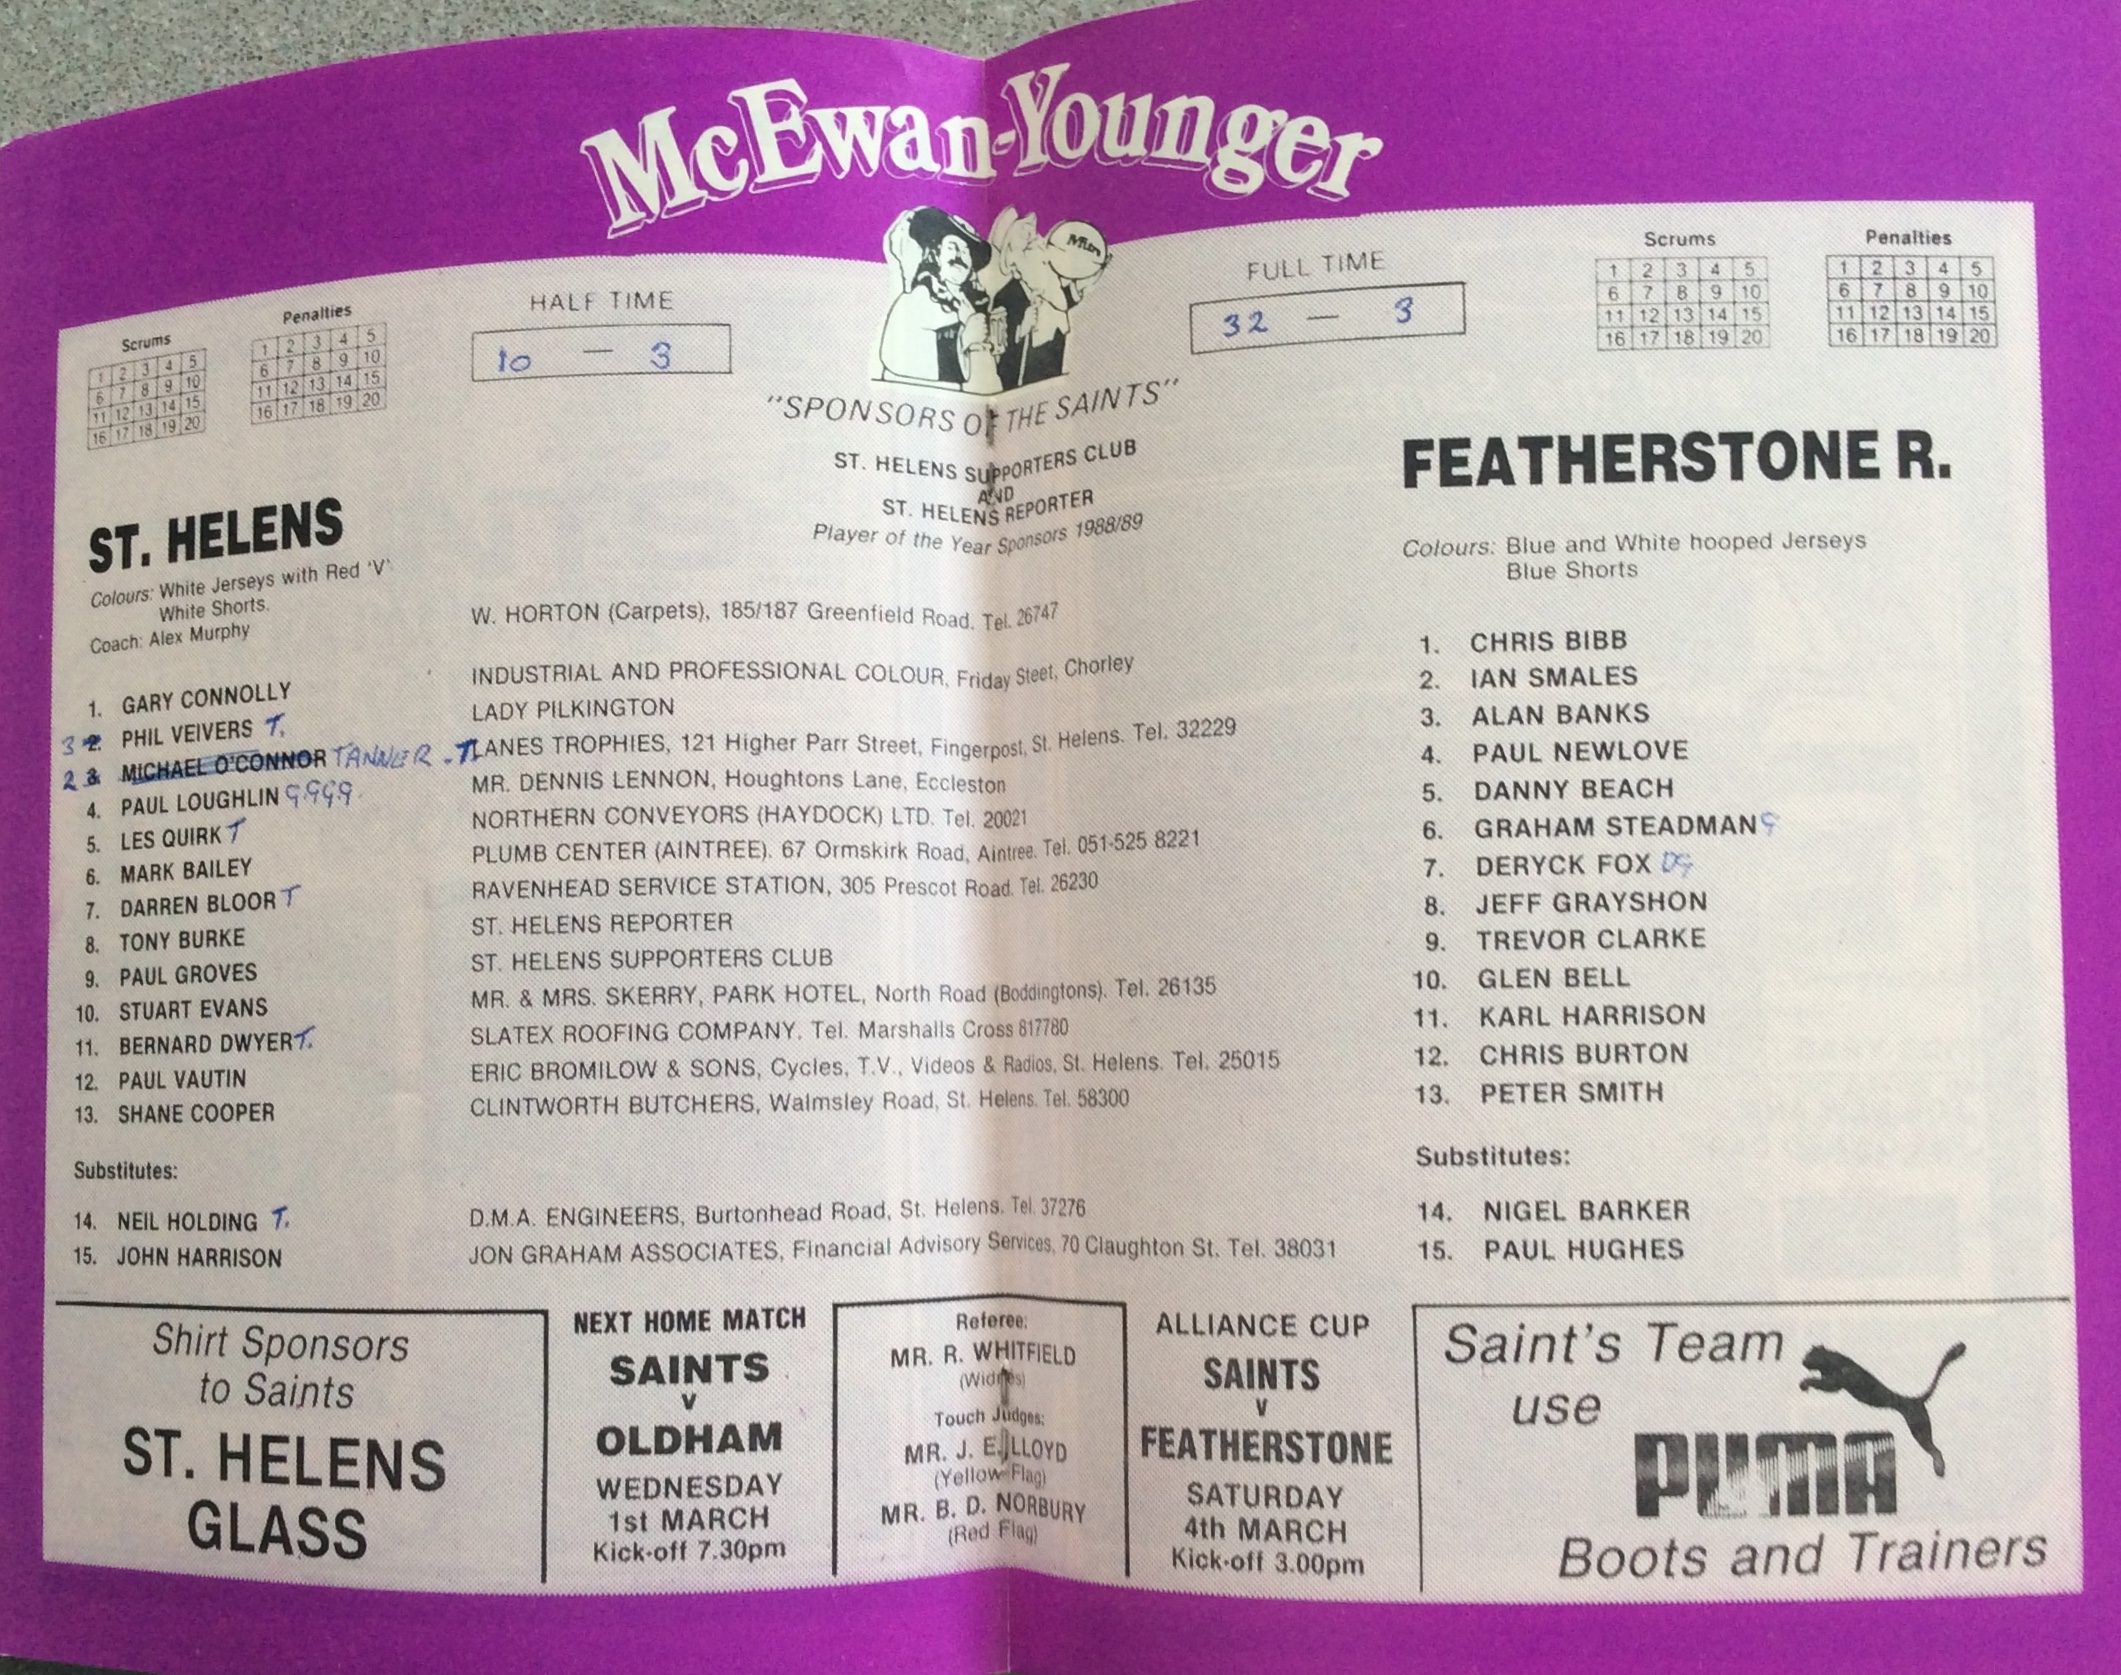 McEwan-Younger
Mitre
Scrums
1 2 3 4 5
6 7 8 9 10
11 12 13 14 15
16 17 18 19 20
Penalties
1 2 3 4 5
6 7 8 9 10
11 12 13 14 15
16 17 18 19 20
HALF TIME
10 — 3
FULL TIME
32 — 3
Scrums
1 2 3 4 5
6 7 8 9 10
11 12 13 14 15
16 17 18 19 20
Penalties
1 2 3 4 5
6 7 8 9 10
11 12 13 14 15
16 17 18 19 20
"SPONSORS OF THE SAINTS"
ST. HELENS SUPPORTERS CLUB
AND
ST. HELENS REPORTER
Player of the Year Sponsors 1988/89
ST. HELENS
Colours: White Jerseys with Red 'V'
White Shorts.
Coach: Alex Murphy
W. HORTON (Carpets), 185/187 Greenfield Road. Tel. 26747
1. GARY CONNOLLY INDUSTRIAL AND PROFESSIONAL COLOUR, Friday Steet, Chorley
3 2. PHIL VEIVERS T. LADY PILKINGTON
2 3. MICHAEL O'CONNOR TANNER - T. LANES TROPHIES, 121 Higher Parr Street, Fingerpost, St. Helens. Tel. 32229
4. PAUL LOUGHLIN G.G.G.G. MR. DENNIS LENNON, Houghtons Lane, Eccleston
5. LES QUIRK T NORTHERN CONVEYORS (HAYDOCK) LTD. Tel. 20021
6. MARK BAILEY PLUMB CENTER (AINTREE). 67 Ormskirk Road, Aintree. Tel. 051-525 8221
7. DARREN BLOOR T RAVENHEAD SERVICE STATION, 305 Prescot Road. Tel. 26230
8. TONY BURKE ST. HELENS REPORTER
9. PAUL GROVES ST. HELENS SUPPORTERS CLUB
10. STUART EVANS MR. & MRS. SKERRY, PARK HOTEL, North Road (Boddingtons). Tel. 26135
11. BERNARD DWYER T. SLATEX ROOFING COMPANY. Tel. Marshalls Cross 817780
12. PAUL VAUTIN ERIC BROMILOW & SONS, Cycles, T.V., Videos & Radios, St. Helens. Tel. 25015
13. SHANE COOPER CLINTWORTH BUTCHERS, Walmsley Road, St. Helens. Tel. 58300
Substitutes:
14. NEIL HOLDING T. D.M.A. ENGINEERS, Burtonhead Road, St. Helens. Tel. 37276
15. JOHN HARRISON JON GRAHAM ASSOCIATES, Financial Advisory Services, 70 Claughton St. Tel. 38031
FEATHERSTONE R.
Colours: Blue and White hooped Jerseys
Blue Shorts
1. CHRIS BIBB
2. IAN SMALES
3. ALAN BANKS
4. PAUL NEWLOVE
5. DANNY BEACH
6. GRAHAM STEADMAN G
7. DERYCK FOX DG
8. JEFF GRAYSHON
9. TREVOR CLARKE
10. GLEN BELL
11. KARL HARRISON
12. CHRIS BURTON
13. PETER SMITH
Substitutes:
14. NIGEL BARKER
15. PAUL HUGHES
Shirt Sponsors
to Saints
ST. HELENS
GLASS
NEXT HOME MATCH
SAINTS
v
OLDHAM
WEDNESDAY
1st MARCH
Kick-off 7.30pm
Referee:
MR. R. WHITFIELD
(Widnes)
Touch Judges:
MR. J. E. LLOYD
(Yellow Flag)
MR. B. D. NORBURY
(Red Flag)
ALLIANCE CUP
SAINTS
v
FEATHERSTONE
SATURDAY
4th MARCH
Kick-off 3.00pm
Saint's Team
use
PUMA
Boots and Trainers